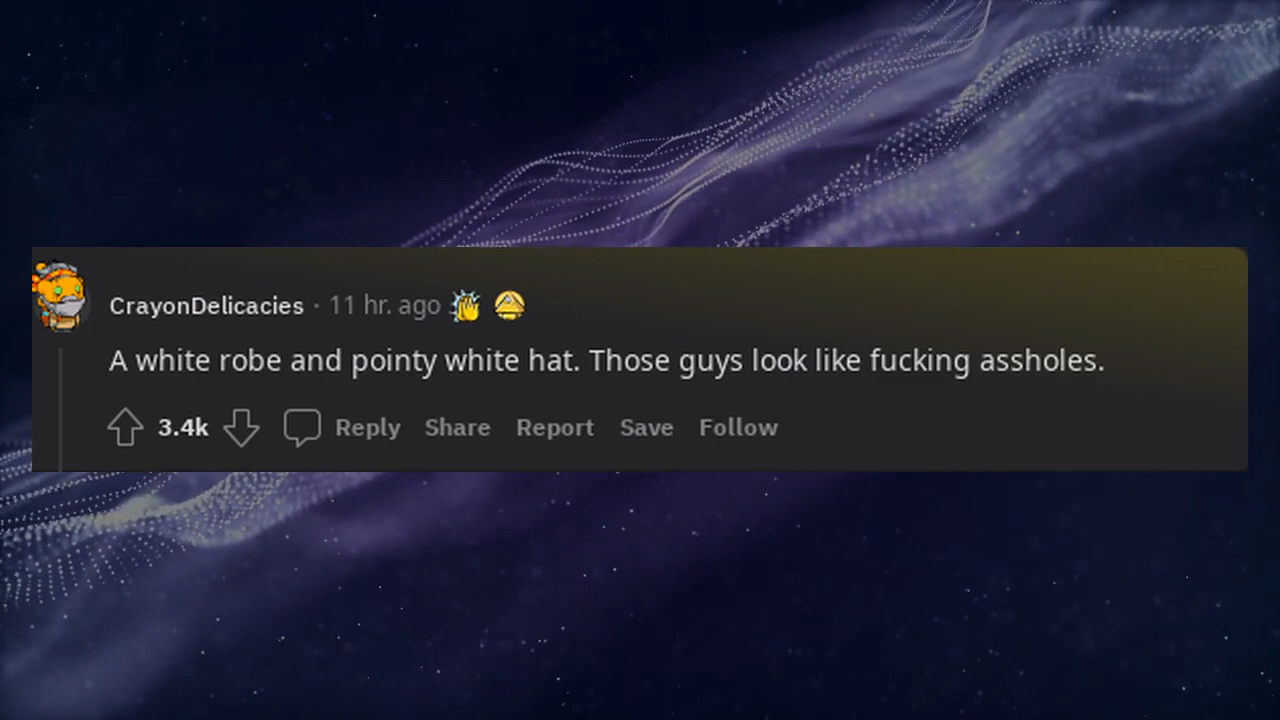 CrayonDelicacies · 11 hr. ago
A white robe and pointy white hat. Those guys look like fucking assholes.
3.4k Reply Share Report Save Follow